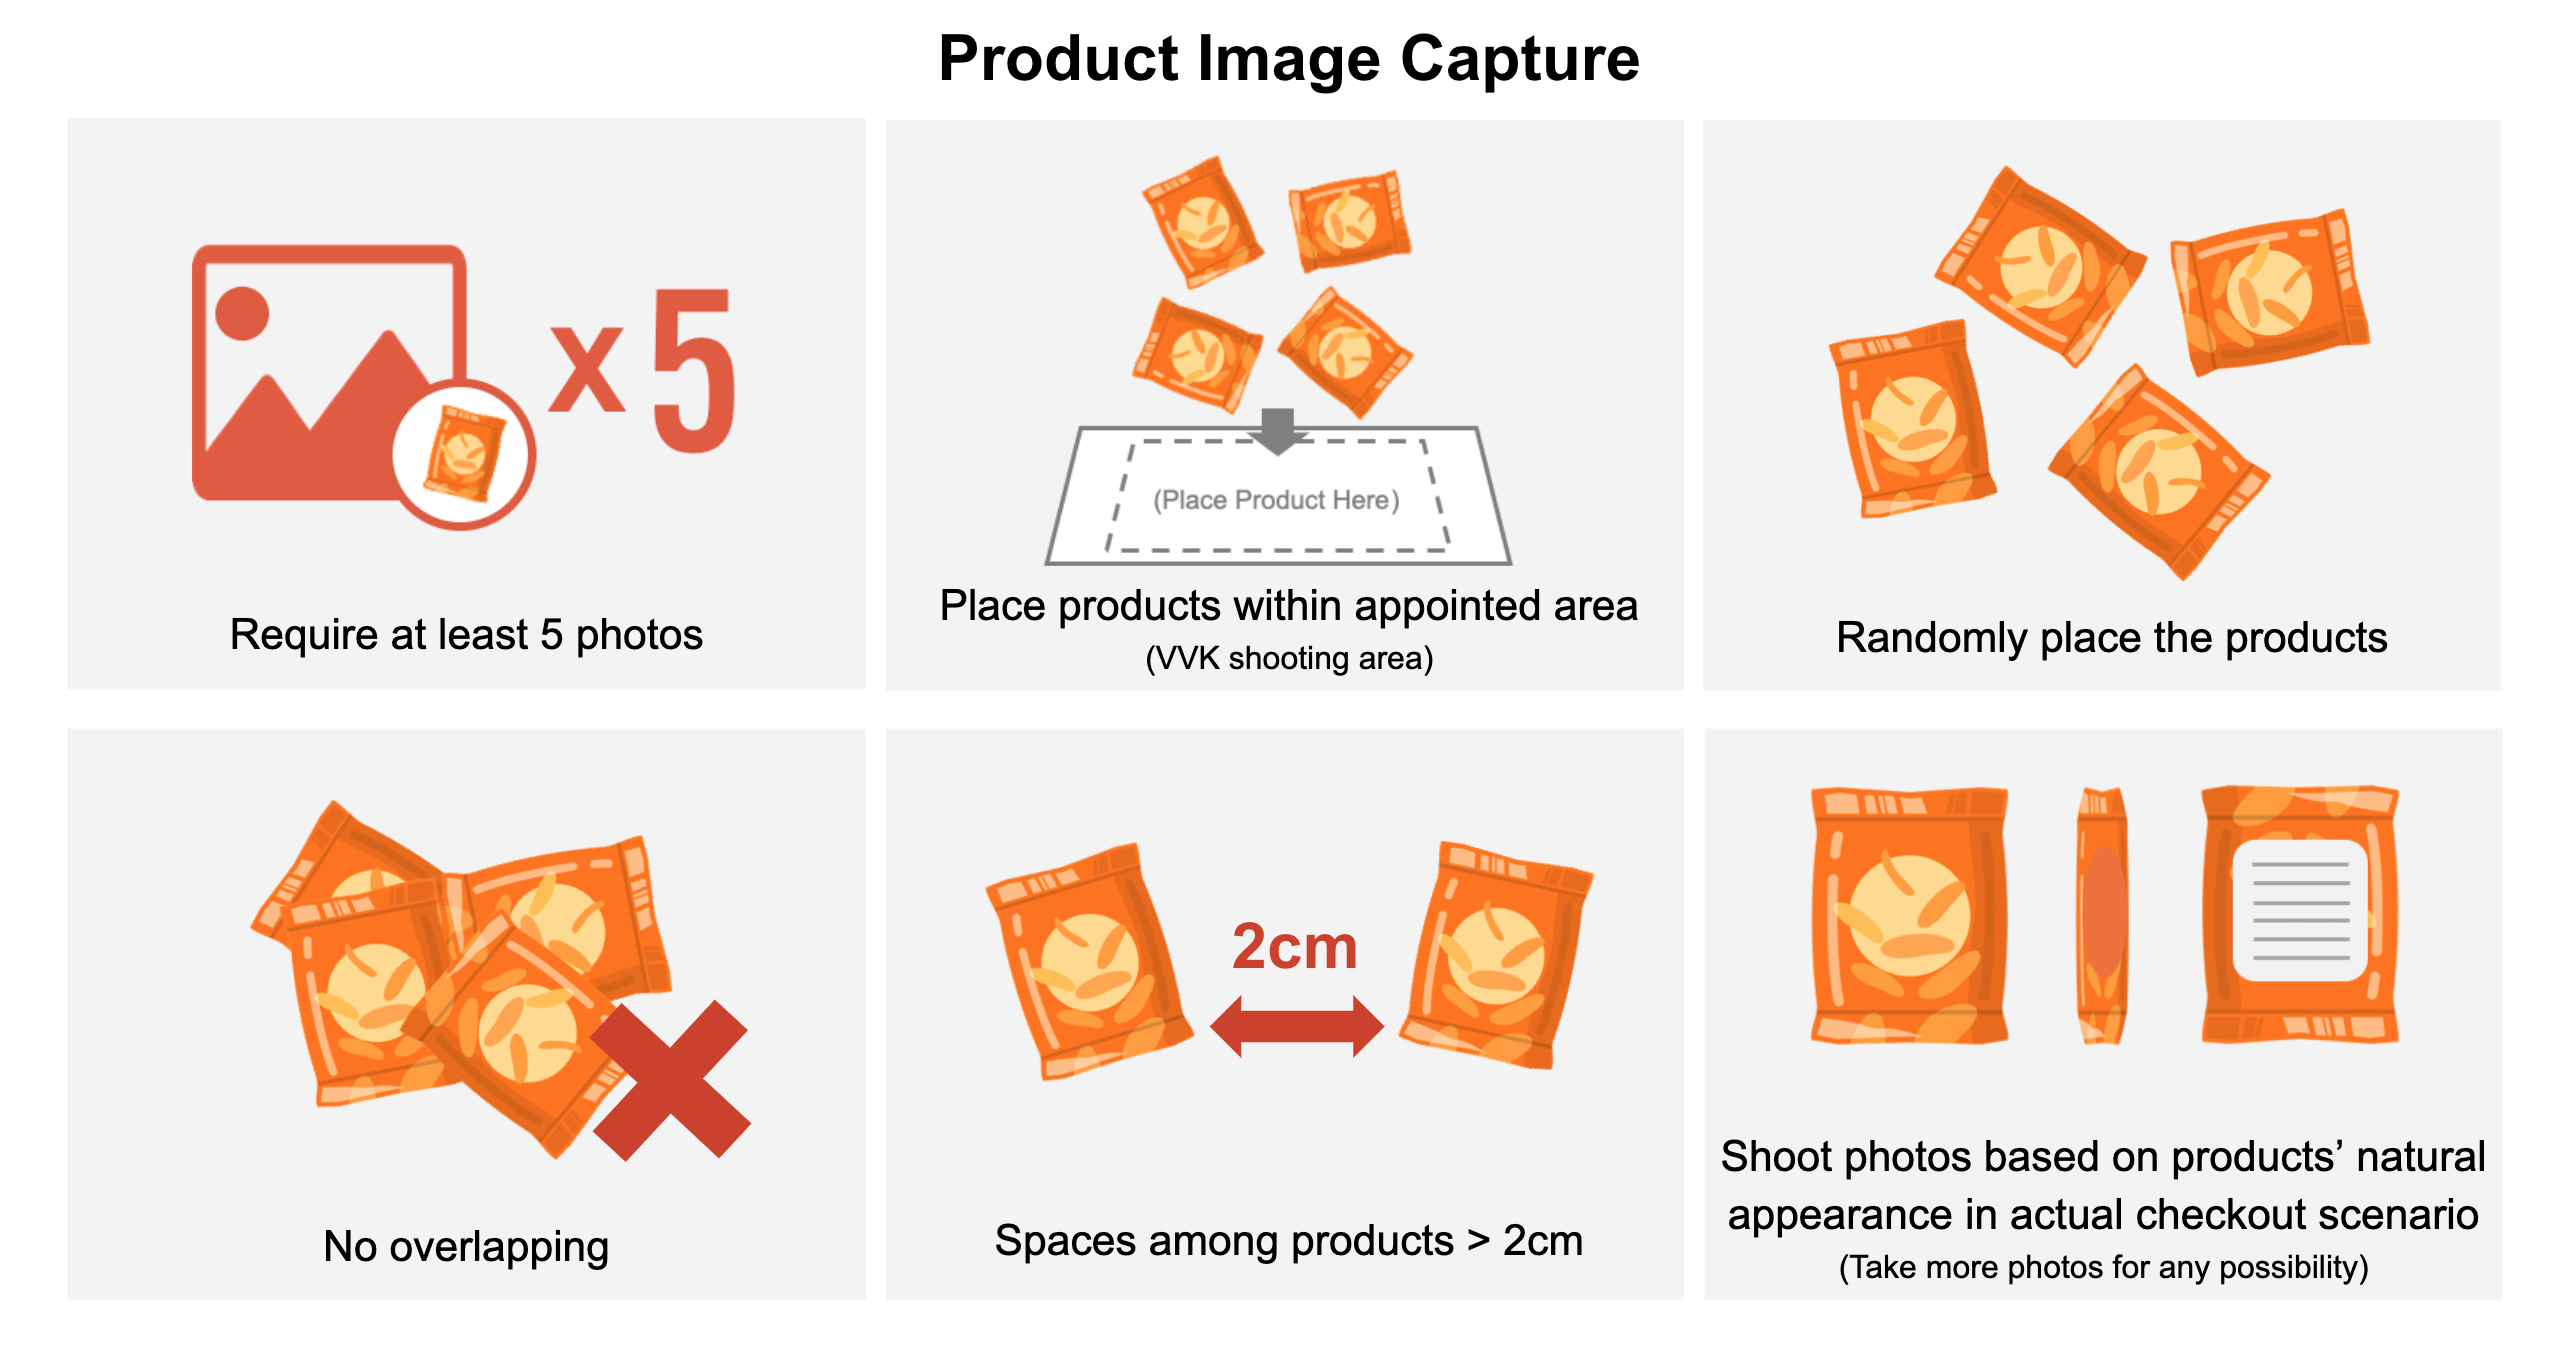 Product Image Capture
x5
Require at least 5 photos
(Place Product Here)
Place products within appointed area
(VVK shooting area)
Randomly place the products
No overlapping
2cm
Spaces among products > 2cm
Shoot photos based on products’ natural
appearance in actual checkout scenario
(Take more photos for any possibility)